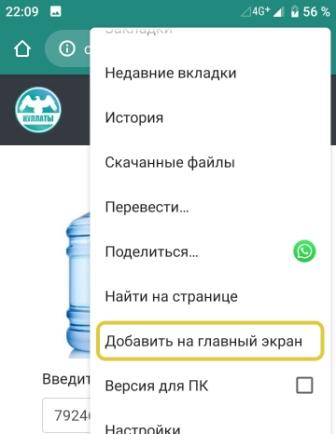 22:09 4G+ 56 %
Закладки
Недавние вкладки
История
КУЛЛАТЫ
Скачанные файлы
Перевести...
Поделиться...
Найти на странице
Добавить на главный экран
Введит
Версия для ПК
7924
Настройки